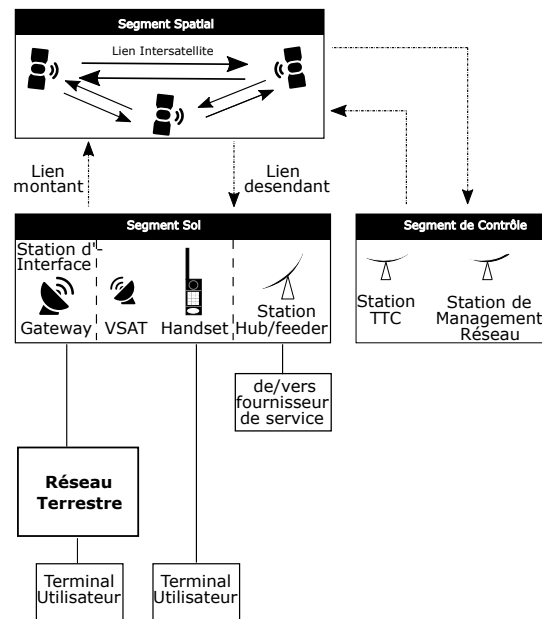 Segment Spatial
Lien Intersatellite
Lien
montant
Lien
desendant
Segment Sol
Station d'-
Interface
Gateway
VSAT
Handset
Station
Hub/feeder
Segment de Contrôle
Station
TTC
Station de
Management
Réseau
de/vers
fournisseur
de service
Réseau
Terrestre
Terminal
Utilisateur
Terminal
Utilisateur